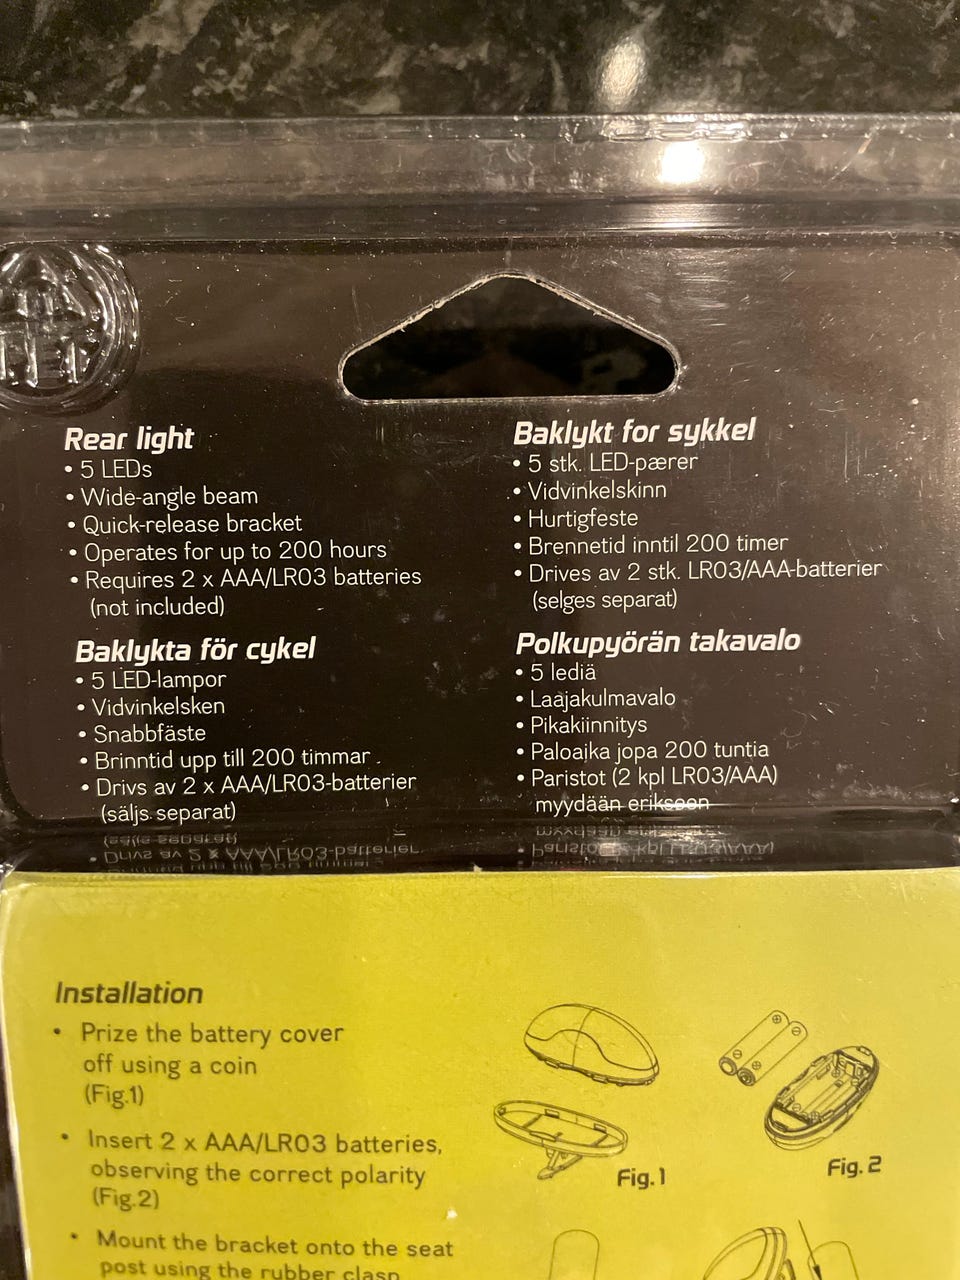 Rear light
• 5 LEDs
• Wide-angle beam
• Quick-release bracket
• Operates for up to 200 hours
• Requires 2 x AAA/LR03 batteries
(not included)
Baklykt for sykkel
• 5 stk. LED-pærer
• Vidvinkelskinn
• Hurtigfeste
• Brennetid inntil 200 timer
• Drives av 2 stk. LR03/AAA-batterier
(selges separat)
Baklykta för cykel
• 5 LED-lampor
• Vidvinkelsken
• Snabbfäste
• Brinntid upp till 200 timmar
• Drivs av 2 x AAA/LR03-batterier
(säljs separat)
Polkupyörän takavalo
• 5 lediä
• Laajakulmavalo
• Pikakiinnitys
• Paloaika jopa 200 tuntia
• Paristot (2 kpl LR03/AAA)
myydään erikseen
Installation
• Prize the battery cover
off using a coin
(Fig.1)
• Insert 2 x AAA/LR03 batteries,
observing the correct polarity
(Fig.2)
• Mount the bracket onto the seat
post using the rubber clasp
Fig.1
Fig. 2